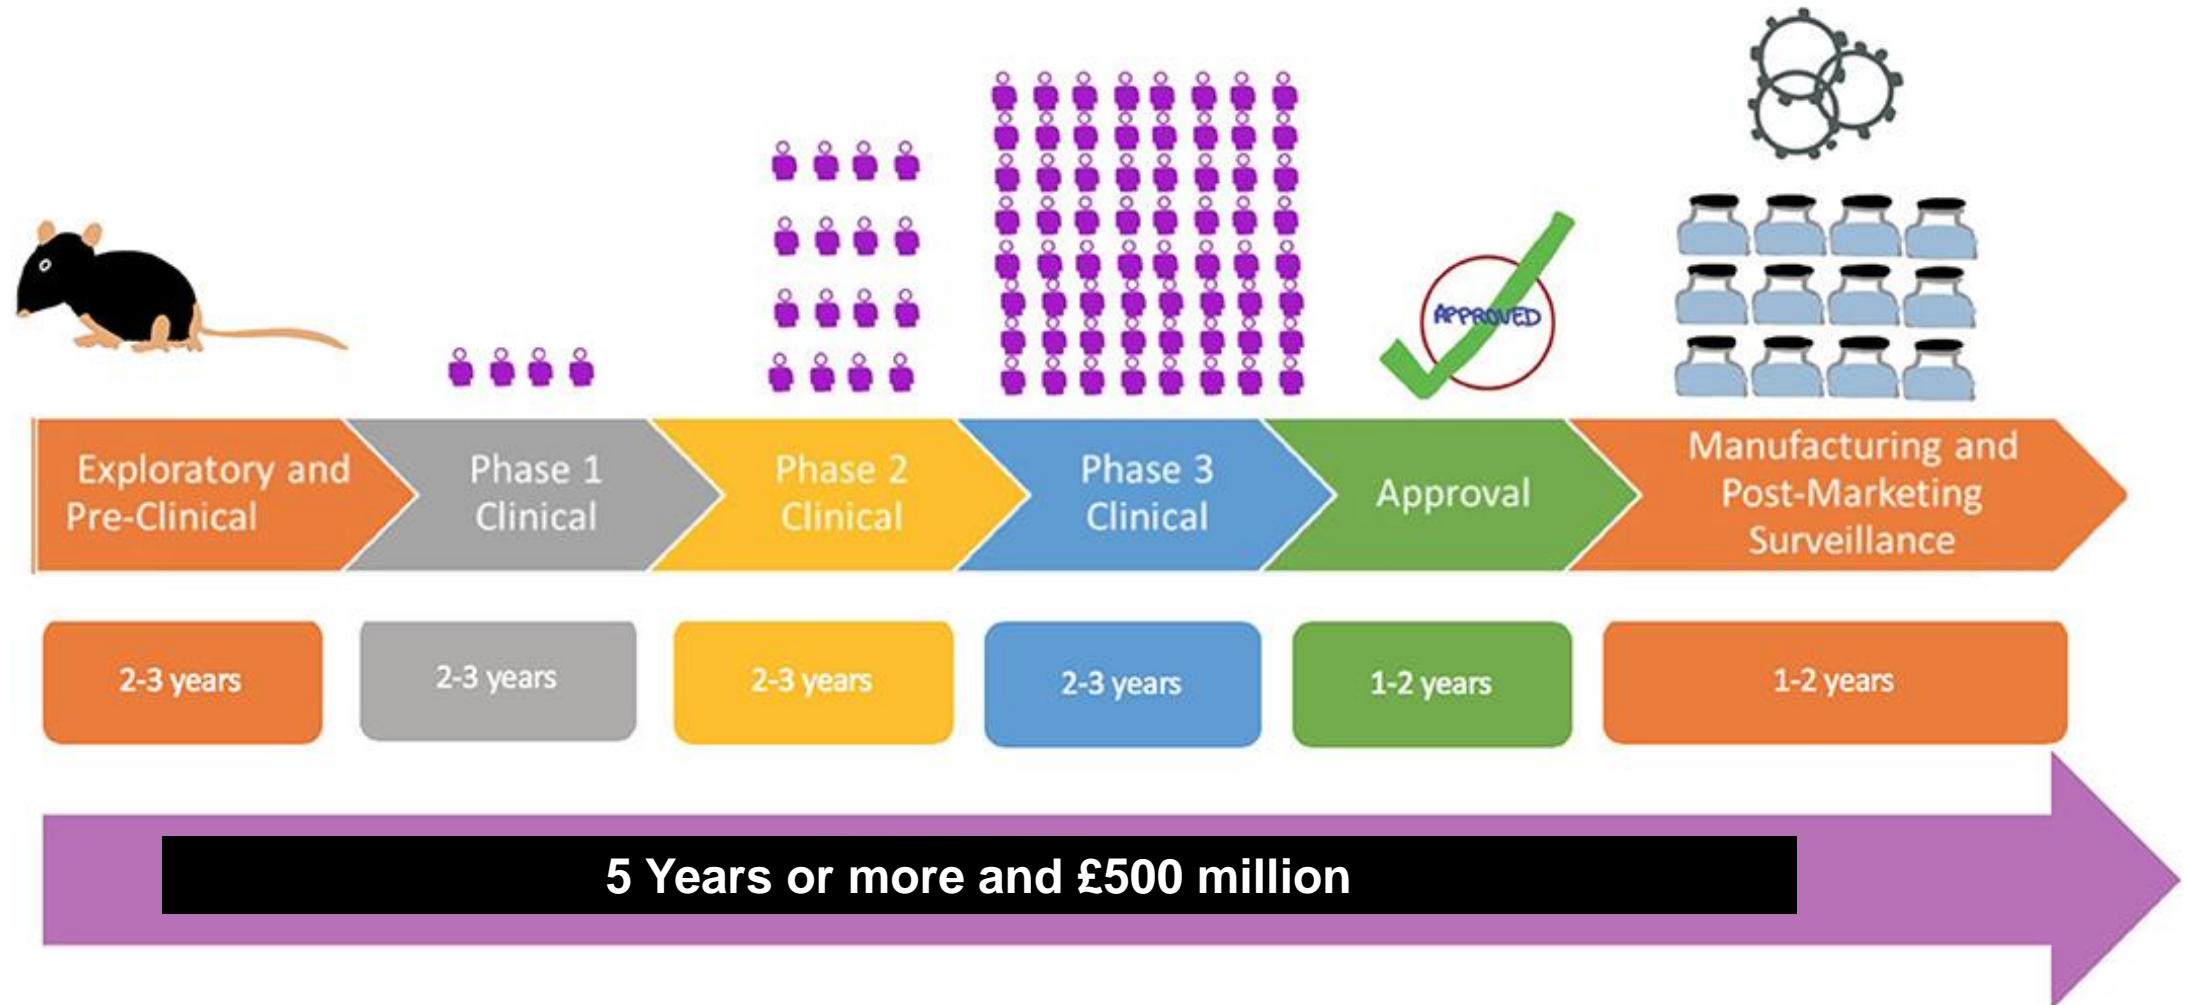 APPROVED
Exploratory and
Pre-Clinical
Phase 1
Clinical
Phase 2
Clinical
Phase 3
Clinical
Approval
Manufacturing and
Post-Marketing
Surveillance
2-3 years
2-3 years
2-3 years
2-3 years
1-2 years
1-2 years
5 Years or more and £500 million